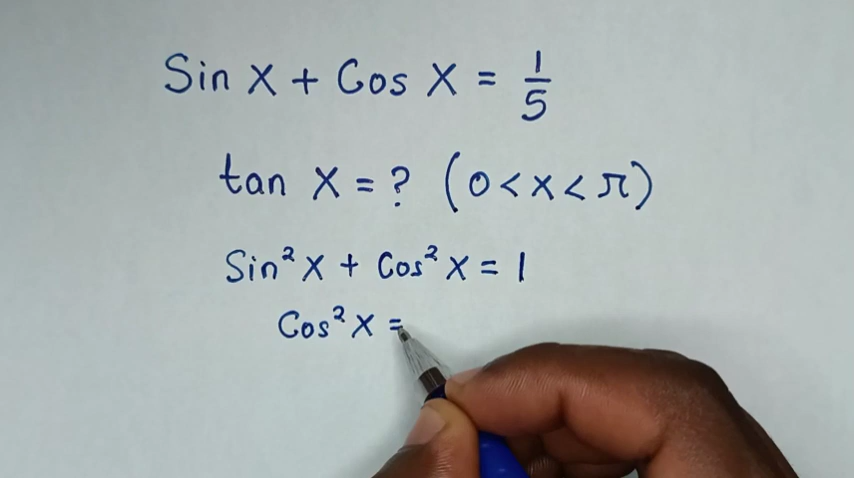 Sin X + Cos X = 1/5
tan X = ? (0 < x < π)
Sin²X + Cos²X = 1
Cos²X =